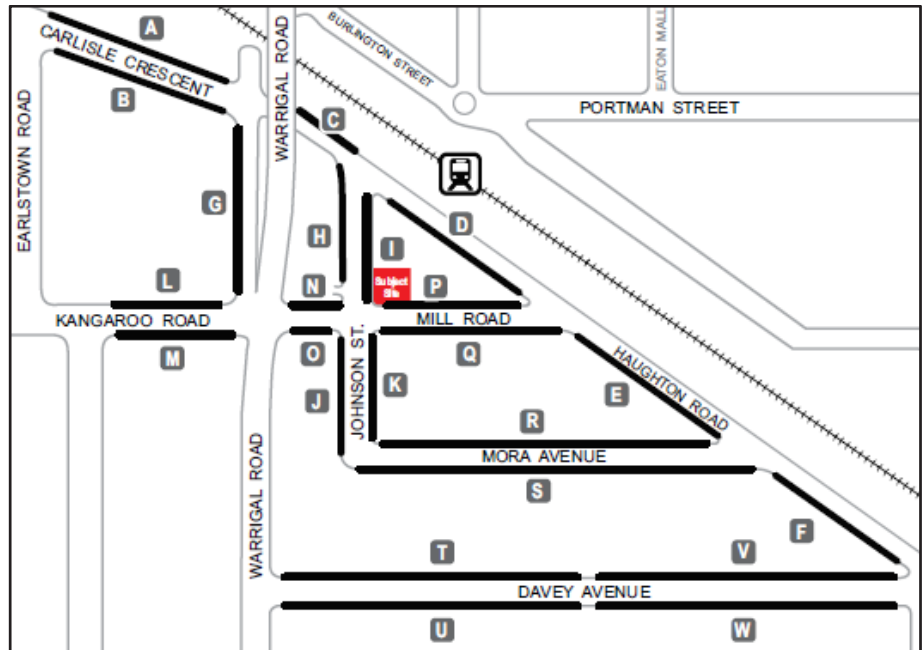 A
CARLISLE CRESCENT
B
WARRIGAL ROAD
BURLINGTON STREET
EATON MALL
PORTMAN STREET
C
EARLSTOWN ROAD
G
H
I
D
Subject
Site
L
N
P
KANGAROO ROAD
MILL ROAD
M
O
JOHNSON ST.
Q
HAUGHTON ROAD
J
K
E
R
MORA AVENUE
WARRIGAL ROAD
S
F
T
V
DAVEY AVENUE
U
W